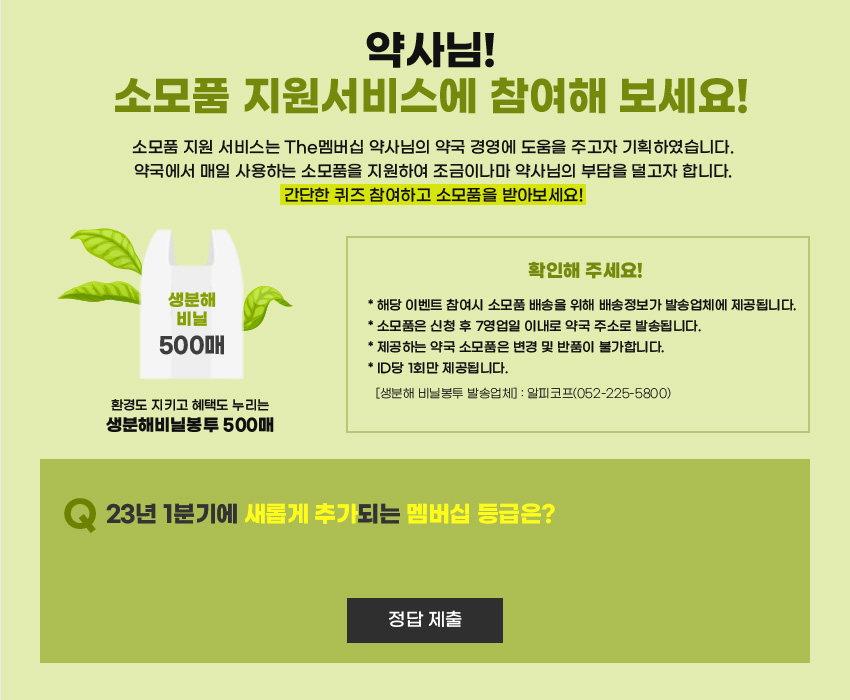 약사님!
소모품 지원서비스에 참여해 보세요!
소모품 지원 서비스는 The멤버십 약사님의 약국 경영에 도움을 주고자 기획하였습니다.
약국에서 매일 사용하는 소모품을 지원하여 조금이나마 약사님의 부담을 덜고자 합니다.
간단한 퀴즈 참여하고 소모품을 받아보세요!
생분해
비닐
500매
환경도 지키고 혜택도 누리는
생분해비닐봉투 500매
확인해 주세요!
* 해당 이벤트 참여시 소모품 배송을 위해 배송정보가 발송업체에 제공됩니다.
* 소모품은 신청 후 7영업일 이내로 약국 주소로 발송됩니다.
* 제공하는 약국 소모품은 변경 및 반품이 불가합니다.
* ID당 1회만 제공됩니다.
[생분해 비닐봉투 발송업체] : 알피코프(052-225-5800)
Q 23년 1분기에 새롭게 추가되는 멤버십 등급은?
정답 제출